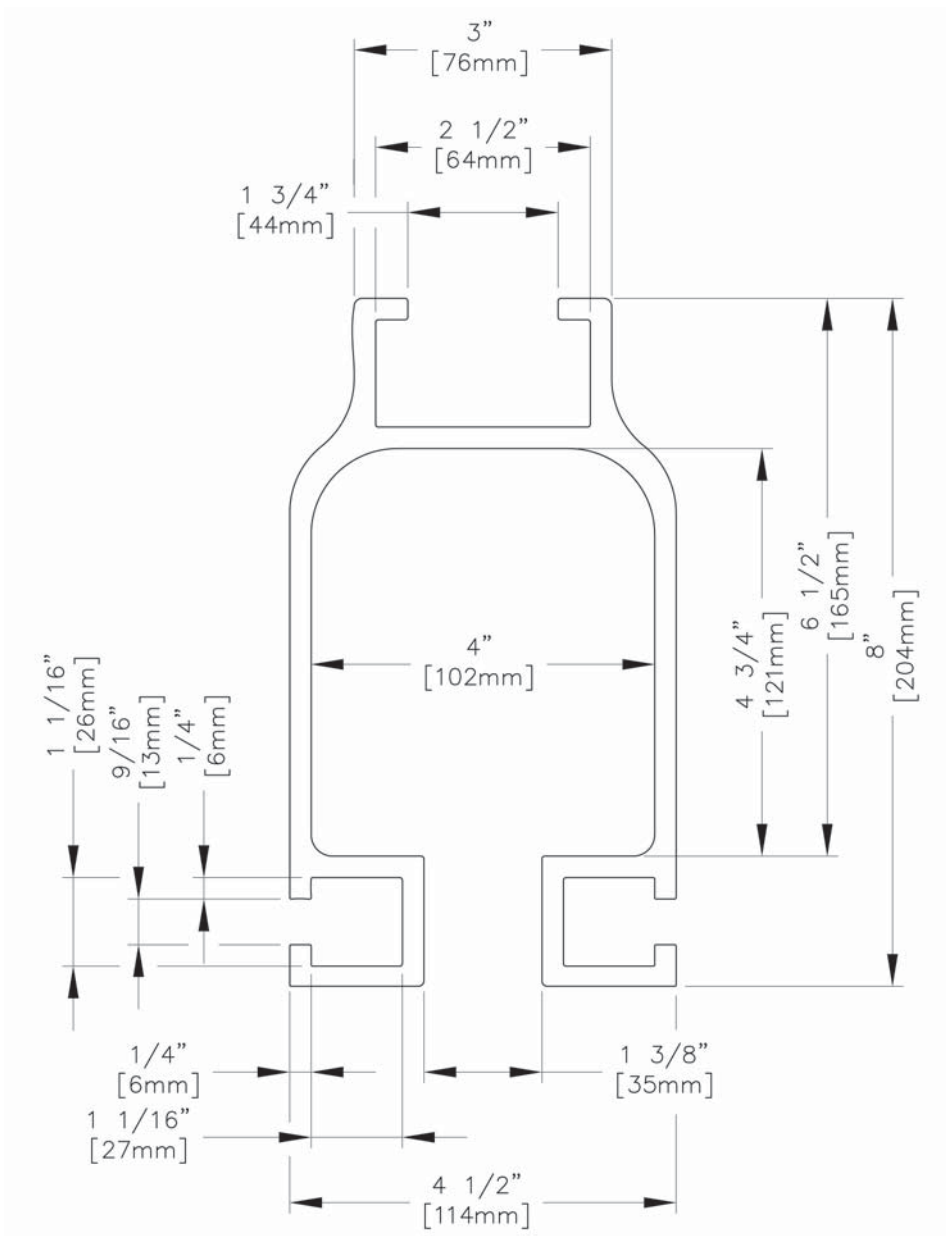 3”
[76mm]
2 1/2”
[64mm]
1 3/4”
[44mm]
4”
[102mm]
4 3/4”
[121mm]
6 1/2”
[165mm]
8”
[204mm]
1 1/16”
[26mm]
9/16”
[13mm]
1/4”
[6mm]
1/4”
[6mm]
1 3/8”
[35mm]
1 1/16”
[27mm]
4 1/2”
[114mm]